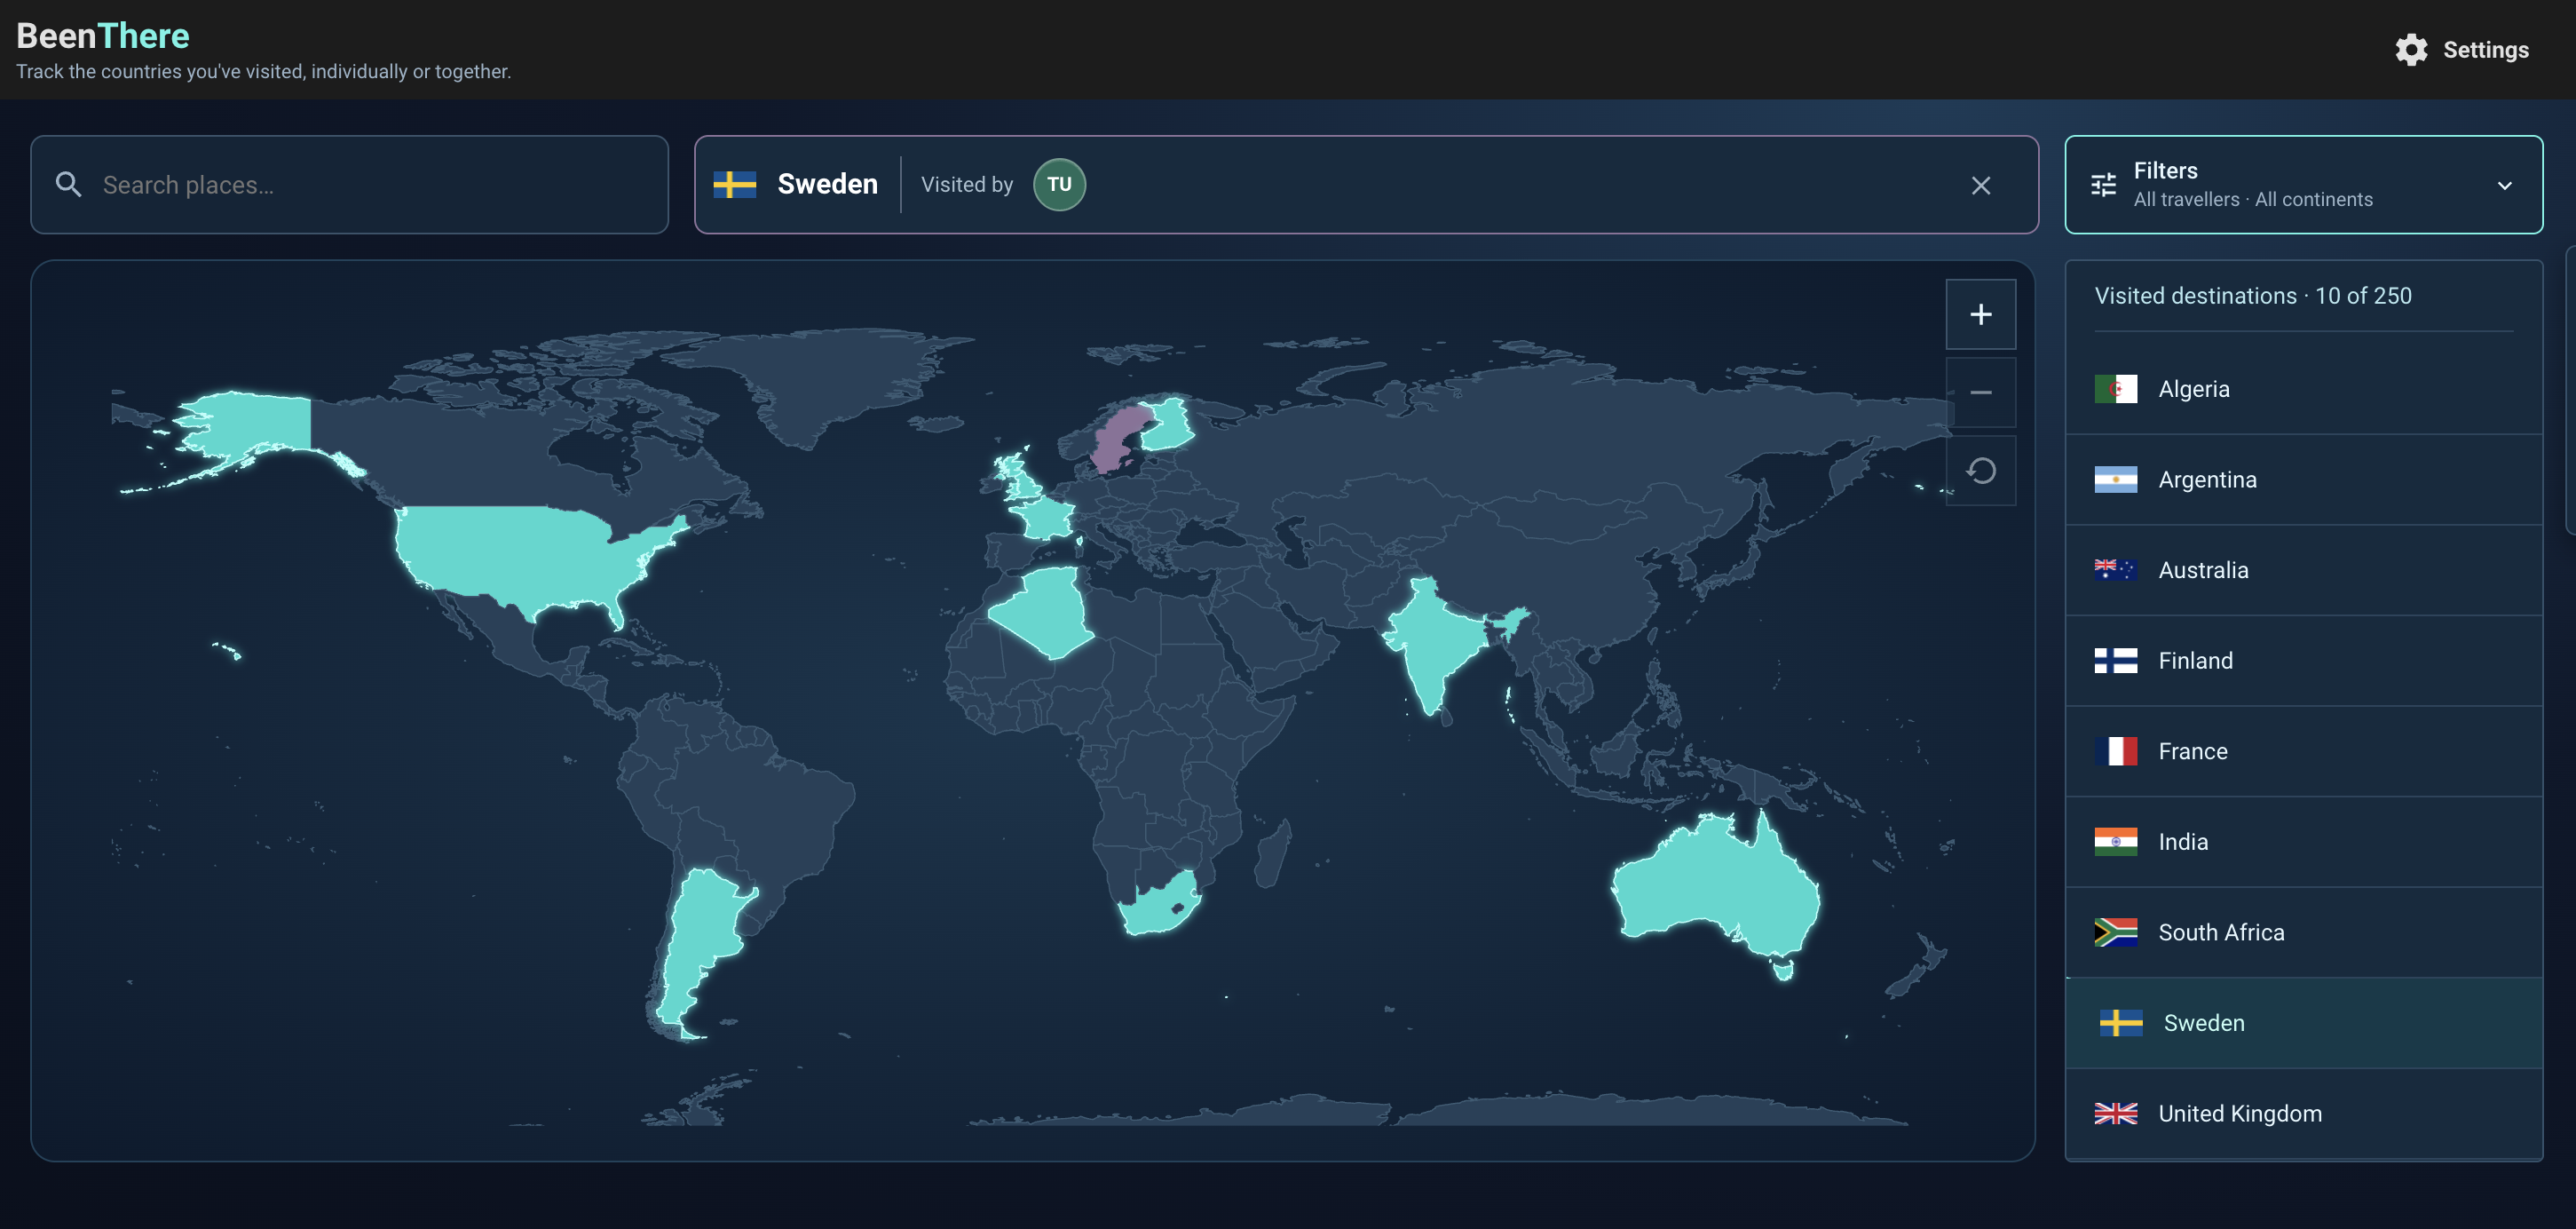 BeenThere
Track the countries you've visited, individually or together.
Settings
Search places...
Sweden
Visited by
TU
Filters
All travellers · All continents
Visited destinations · 10 of 250
Algeria
Argentina
Australia
Finland
France
India
South Africa
Sweden
United Kingdom